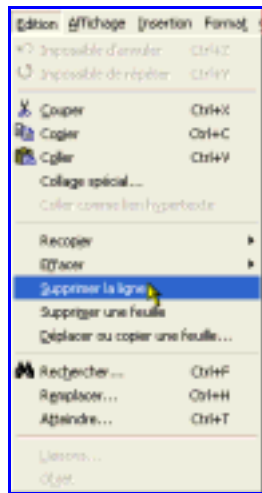 Edition Affichage Insertion Format
Impossible d'annuler Ctrl+Z
Impossible de répéter Ctrl+Y
Couper Ctrl+X
Copier Ctrl+C
Coller Ctrl+V
Collage spécial...
Coller comme lien hypertexte
Recopier
Effacer
Supprimer la ligne
Supprimer une feuille
Déplacer ou copier une feuille...
Rechercher... Ctrl+F
Remplacer... Ctrl+H
Atteindre... Ctrl+T
Liaisons...
Objet